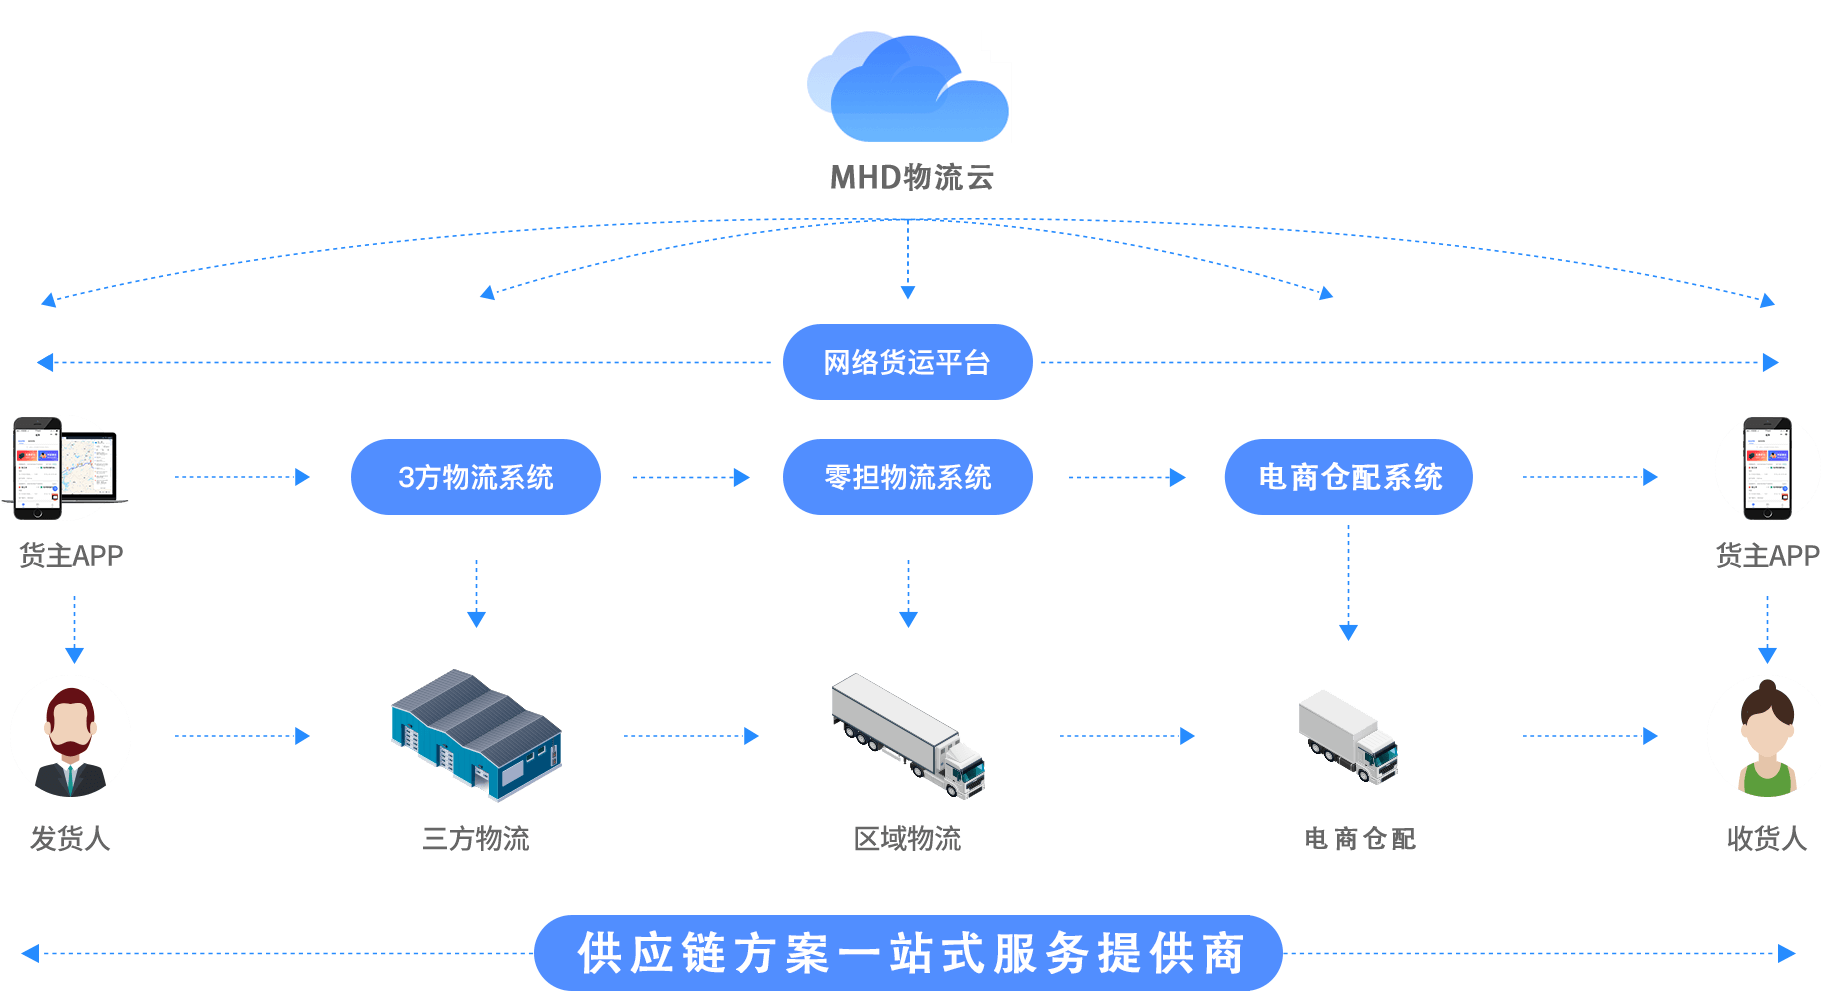 MHD物流云
网络货运平台
3方物流系统
零担物流系统
电商仓配系统
货主APP
货主APP
发货人
三方物流
区域物流
电商仓配
收货人
供应链方案一站式服务提供商